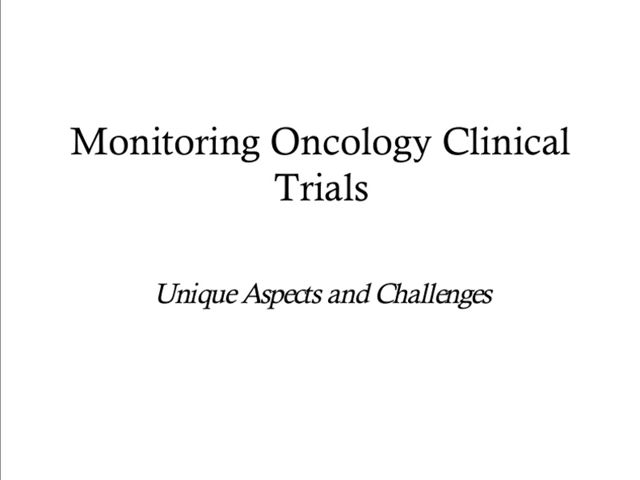 Monitoring Oncology Clinical
Trials
Unique Aspects and Challenges